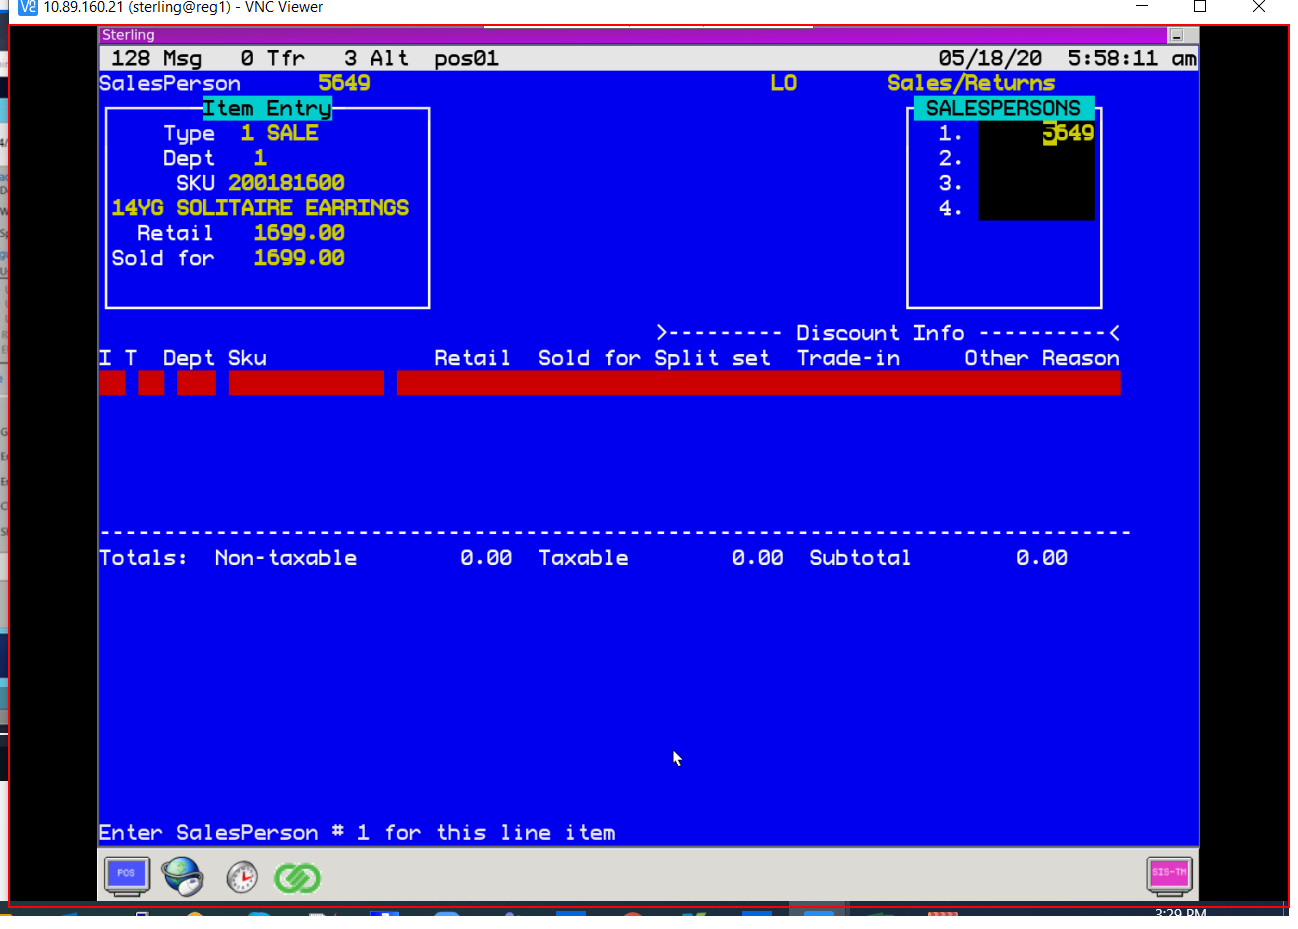 10.89.160.21 (sterling@reg1) - VNC Viewer
Sterling
128 Msg 0 Tfr 3 Alt pos01 05/18/20 5:58:11 am
SalesPerson 5649 LO Sales/Returns
Item Entry SALESPERSONS
Type 1 SALE 1. 5649
Dept 1 2.
SKU 200181600 3.
14YG SOLITAIRE EARRINGS 4.
Retail 1699.00
Sold for 1699.00
>--------- Discount Info ----------<
I T Dept Sku Retail Sold for Split set Trade-in Other Reason
--------------------------------------------------------------------------------
Totals: Non-taxable 0.00 Taxable 0.00 Subtotal 0.00
Enter SalesPerson # 1 for this line item
POS SIS-TM
3:29 PM